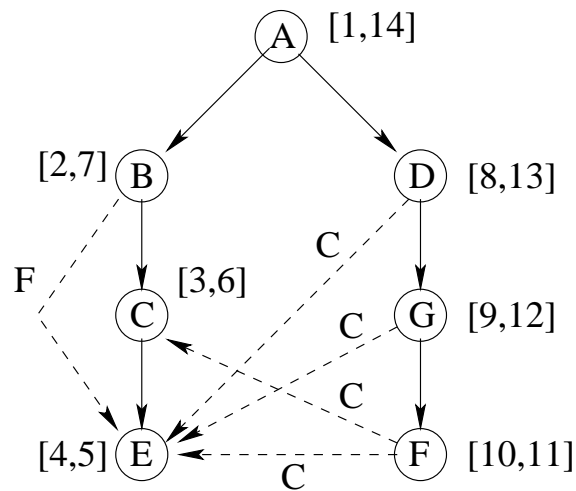 A [1,14]
[2,7] B D [8,13]
C
F [3,6]
C G [9,12]
C
C
[4,5] E F [10,11]
C